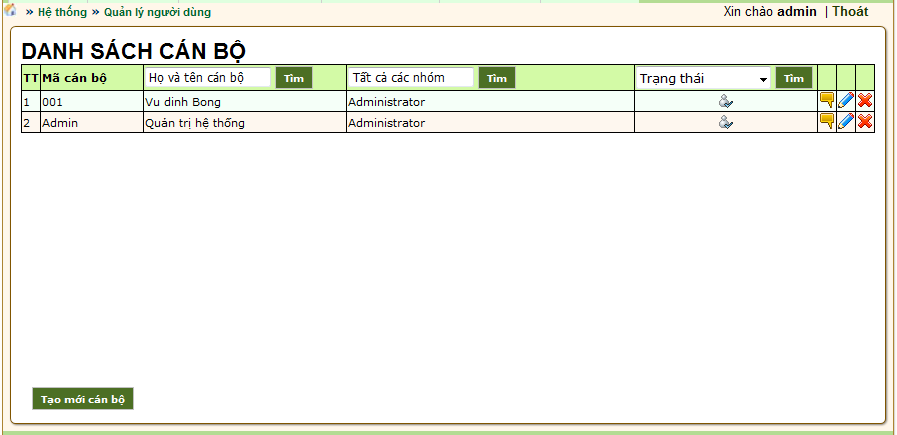 » Hệ thống » Quản lý người dùng Xin chào admin | Thoát
DANH SÁCH CÁN BỘ
TT Mã cán bộ Họ và tên cán bộ Tìm Tất cả các nhóm Tìm Trạng thái Tìm
1 001 Vu dinh Bong Administrator
2 Admin Quản trị hệ thống Administrator
Tạo mới cán bộ